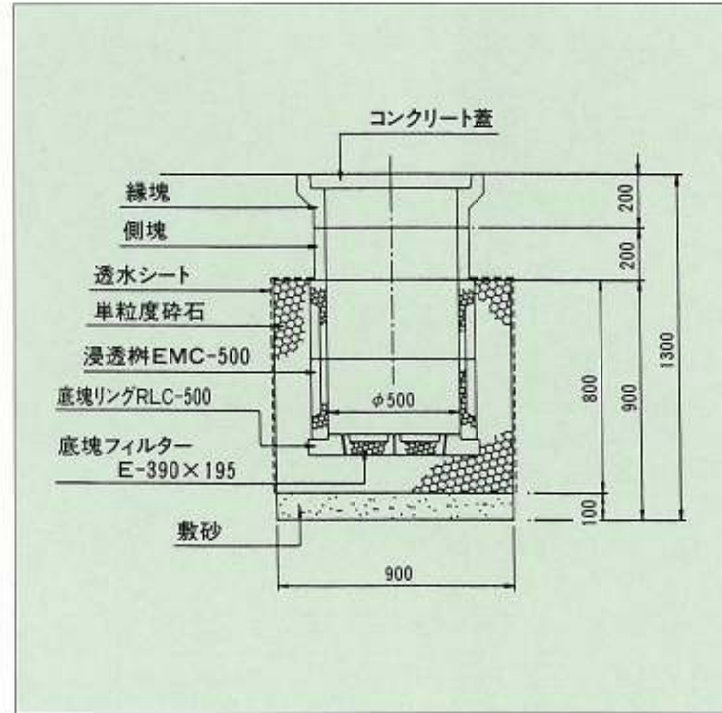 コンクリート蓋
縁塊
側塊
透水シート
単粒度砕石
浸透桝EMC-500
底塊リングRLC-500
底塊フィルター
E-390×195
敷砂
φ500
200
200
1300
800
900
100
900